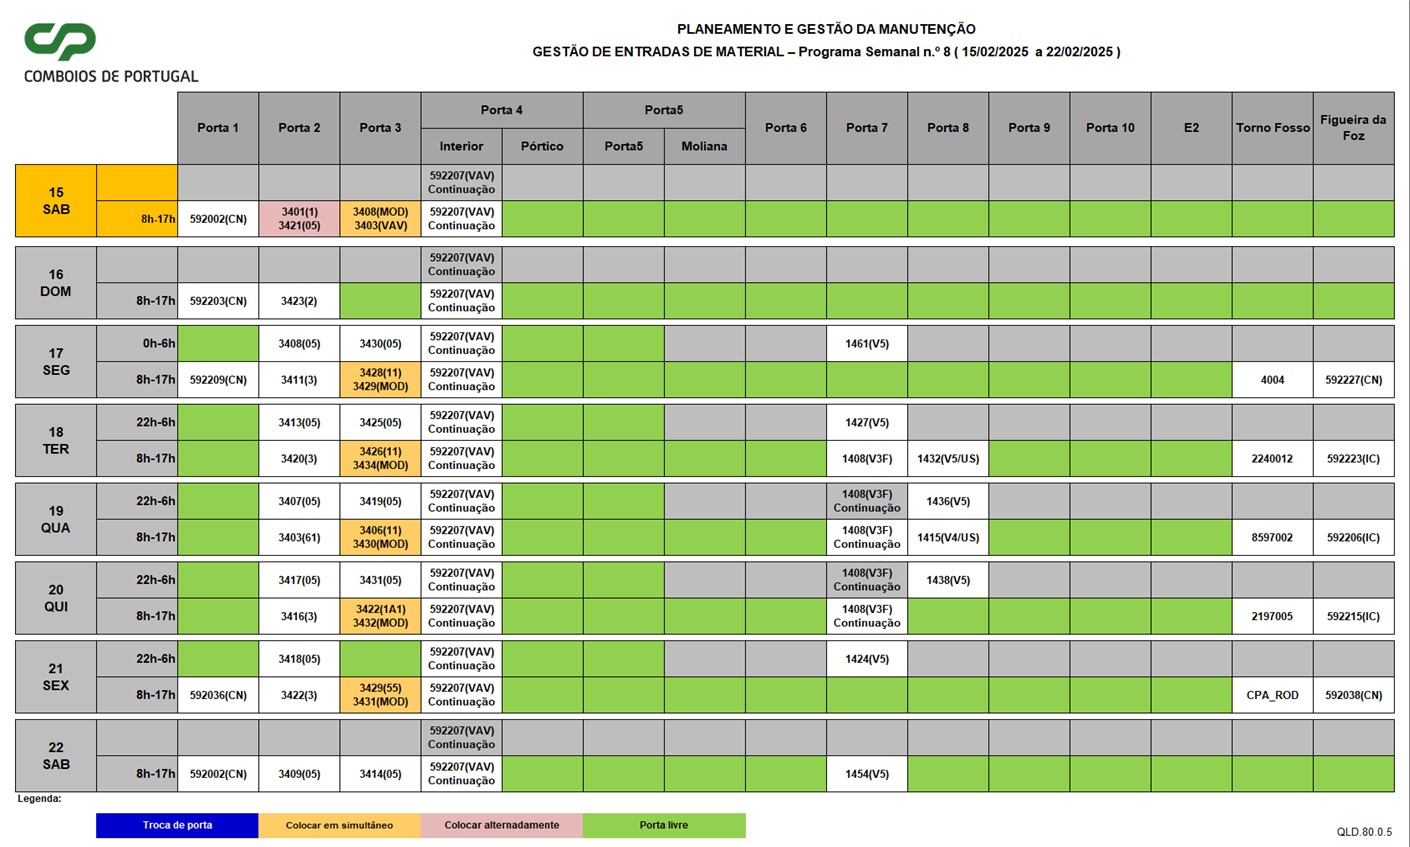 PLANEAMENTO E GESTÃO DA MANUTENÇÃO
GESTÃO DE ENTRADAS DE MATERIAL – Programa Semanal n.º 8 ( 15/02/2025 a 22/02/2025 )
CP
COMBOIOS DE PORTUGAL
Porta 1 Porta 2 Porta 3 Porta 4 Porta5 Porta 6 Porta 7 Porta 8 Porta 9 Porta 10 E2 Torno Fosso Figueira da Foz
Interior Pórtico Porta5 Moliana
15 SAB
592207(VAV) Continuação
8h-17h 592002(CN) 3401(1) 3421(05) 3408(MOD) 3403(VAV) 592207(VAV) Continuação
16 DOM
592207(VAV) Continuação
8h-17h 592203(CN) 3423(2) 592207(VAV) Continuação
17 SEG
0h-6h 3408(05) 3430(05) 592207(VAV) Continuação 1461(V5)
8h-17h 592209(CN) 3411(3) 3428(11) 3429(MOD) 592207(VAV) Continuação 4004 592227(CN)
18 TER
22h-6h 3413(05) 3425(05) 592207(VAV) Continuação 1427(V5)
8h-17h 3420(3) 3426(11) 3434(MOD) 592207(VAV) Continuação 1408(V3F) 1432(V5/US) 2240012 592223(IC)
19 QUA
22h-6h 3407(05) 3419(05) 592207(VAV) Continuação 1408(V3F) Continuação 1436(V5)
8h-17h 3403(61) 3406(11) 3430(MOD) 592207(VAV) Continuação 1408(V3F) Continuação 1415(V4/US) 8597002 592206(IC)
20 QUI
22h-6h 3417(05) 3431(05) 592207(VAV) Continuação 1408(V3F) Continuação 1438(V5)
8h-17h 3416(3) 3422(1A1) 3432(MOD) 592207(VAV) Continuação 1408(V3F) Continuação 2197005 592215(IC)
21 SEX
22h-6h 3418(05) 592207(VAV) Continuação 1424(V5)
8h-17h 592036(CN) 3422(3) 3429(55) 3431(MOD) 592207(VAV) Continuação CPA_ROD 592038(CN)
22 SAB
592207(VAV) Continuação
8h-17h 592002(CN) 3409(05) 3414(05) 592207(VAV) Continuação 1454(V5)
Legenda:
Troca de porta Colocar em simultáneo Colocar alternadamente Porta livre
QLD.80.0.5